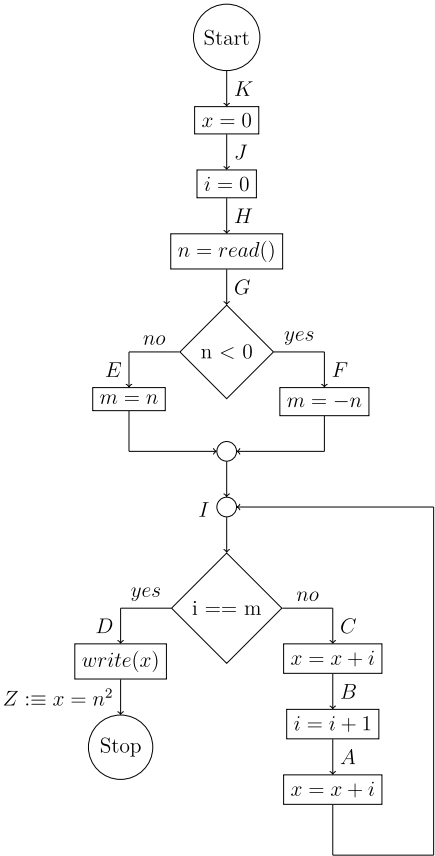 Start
K
x = 0
J
i = 0
H
n = read()
G
n < 0
no
yes
E
F
m = n
m = −n
I
i == m
yes
no
D
C
write(x)
x = x + i
B
Z :≡ x = n²
i = i + 1
Stop
A
x = x + i